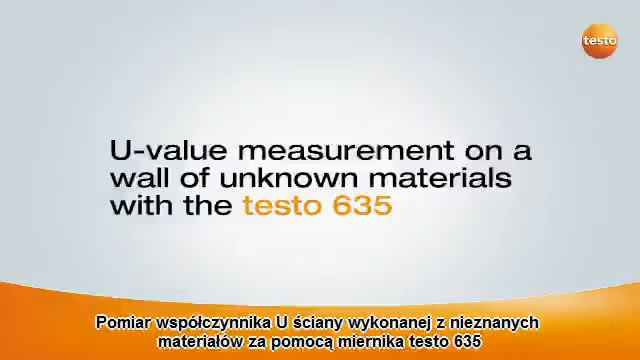 testo
U-value measurement on a
wall of unknown materials
with the testo 635
Pomiar współczynnika U ściany wykonanej z nieznanych
materiałów za pomocą miernika testo 635